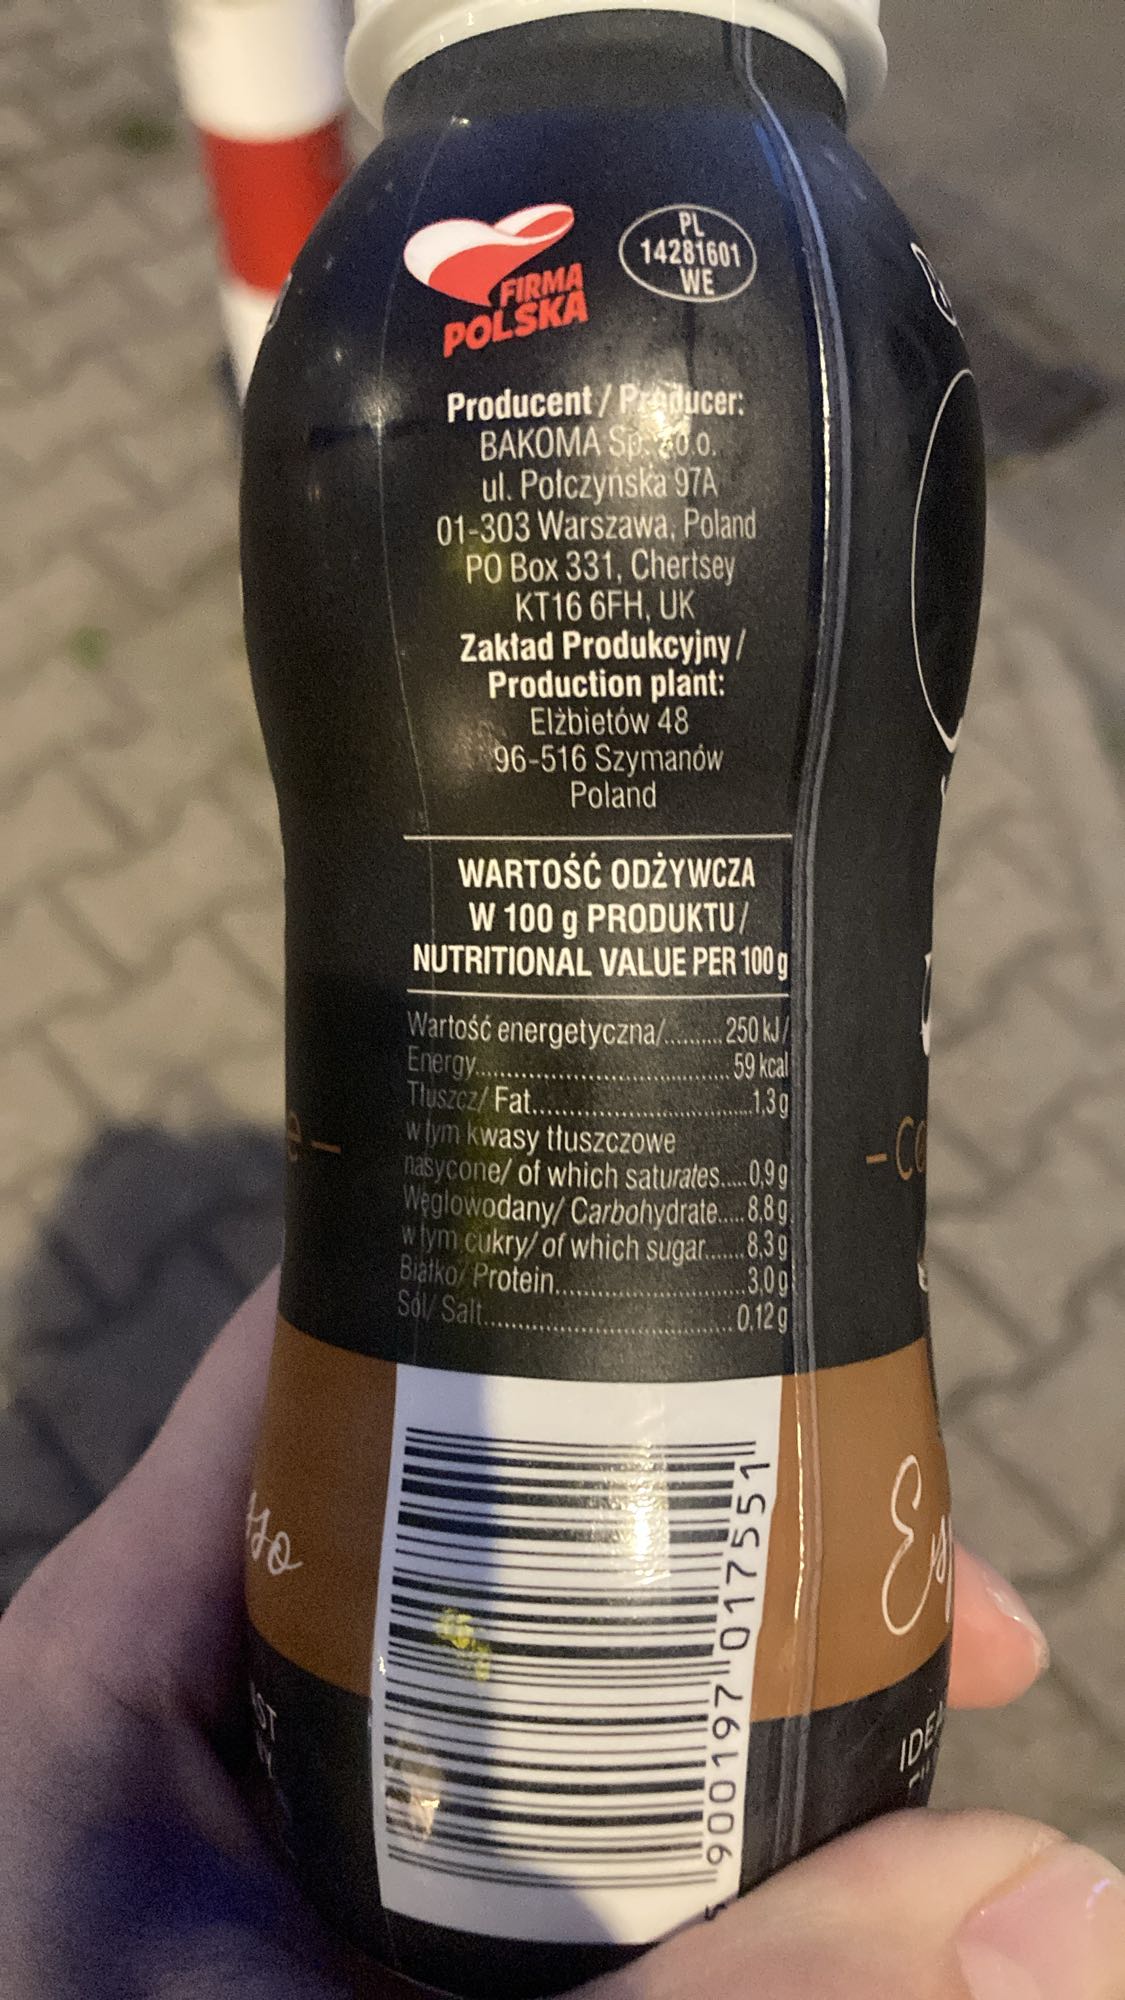 FIRMA
POLSKA
PL
14281601
WE
Producent / Producer:
BAKOMA Sp. zo.o.
ul. Połczyńska 97A
01-303 Warszawa, Poland
PO Box 331, Chertsey
KT16 6FH, UK
Zakład Produkcyjny /
Production plant:
Elżbietów 48
96-516 Szymanów
Poland
WARTOŚĆ ODŻYWCZA
W 100 g PRODUKTU/
NUTRITIONAL VALUE PER 100 g
Wartość energetyczna/.........250 kJ/
Energy....................................59 kcal
Tłuszcz/ Fat...............................1,3 g
w tym kwasy tłuszczowe
nasycone/ of which saturates.....0,9 g
Węglowodany/ Carbohydrate.....8,8 g
w tym cukry/ of which sugar.......8,3 g
Białko/ Protein...........................3,0 g
Sól/ Salt...................................0,12 g
5 900197 017551